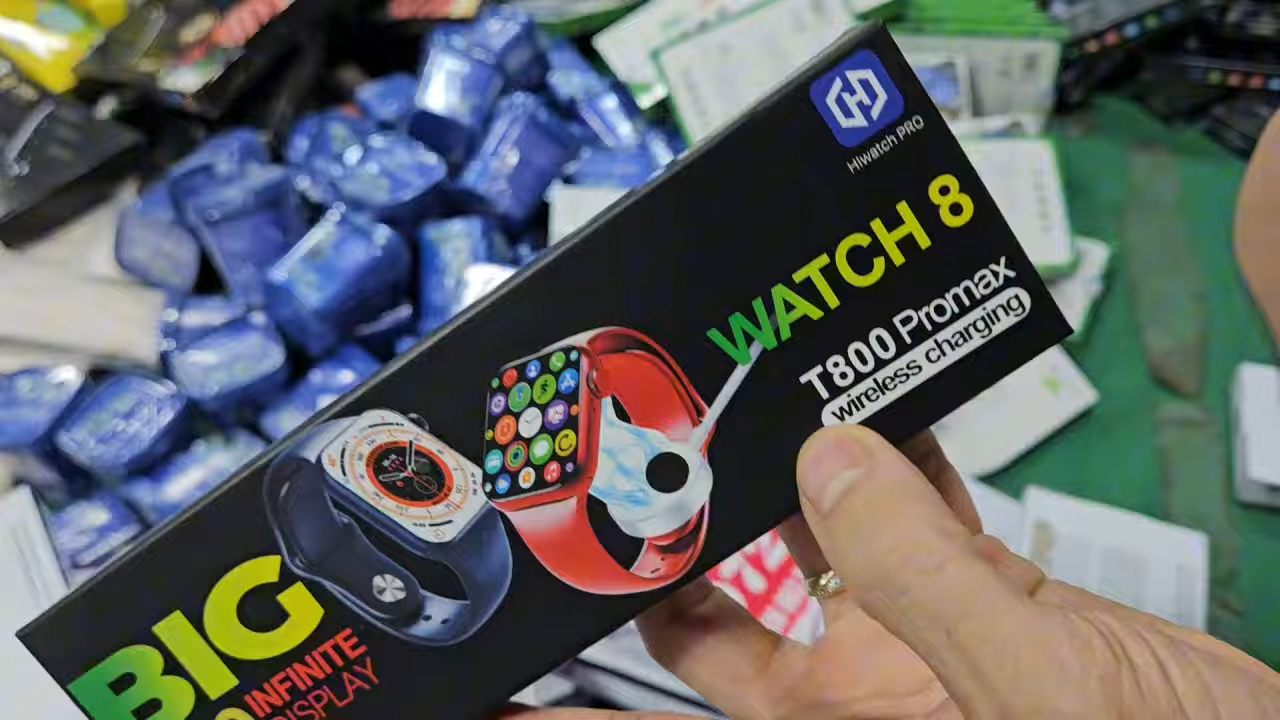 HIwatch PRO
WATCH 8
T800 Promax
wireless charging
BIG
INFINITE
DISPLAY